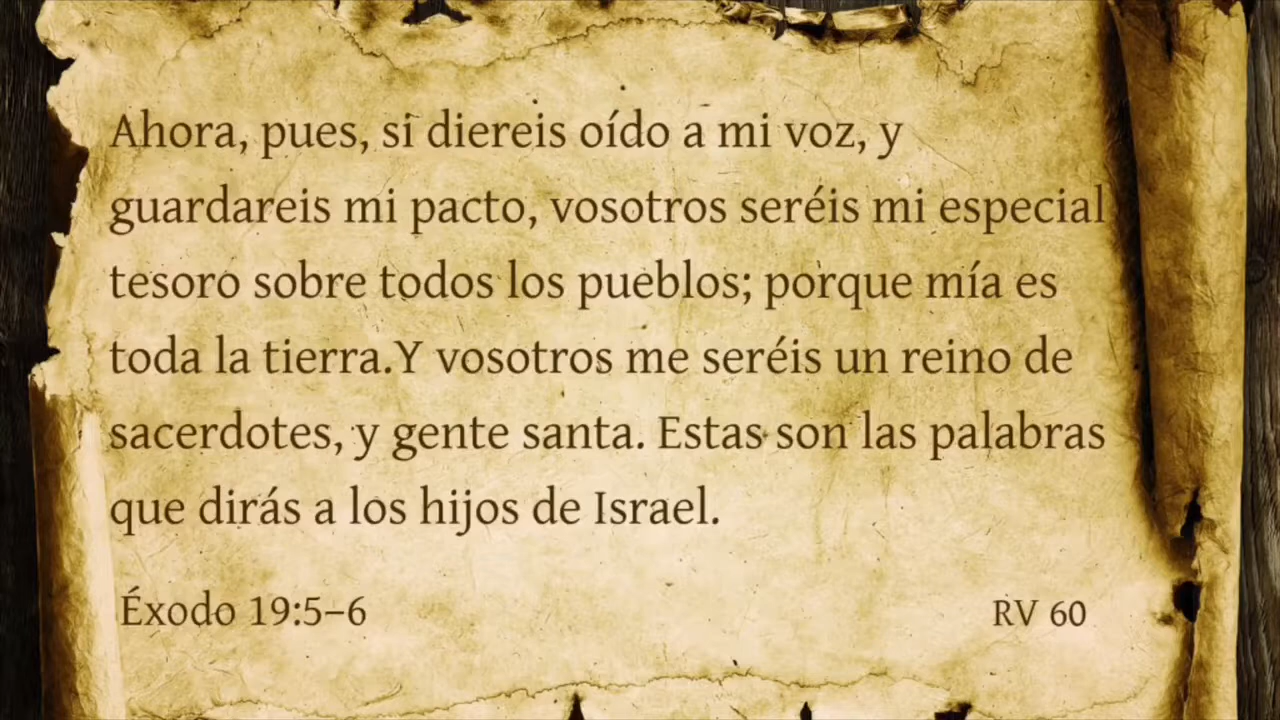 Ahora, pues, si diereis oído a mi voz, y
guardareis mi pacto, vosotros seréis mi especial
tesoro sobre todos los pueblos; porque mía es
toda la tierra.Y vosotros me seréis un reino de
sacerdotes, y gente santa. Estas son las palabras
que dirás a los hijos de Israel.
Éxodo 19:5–6
RV 60